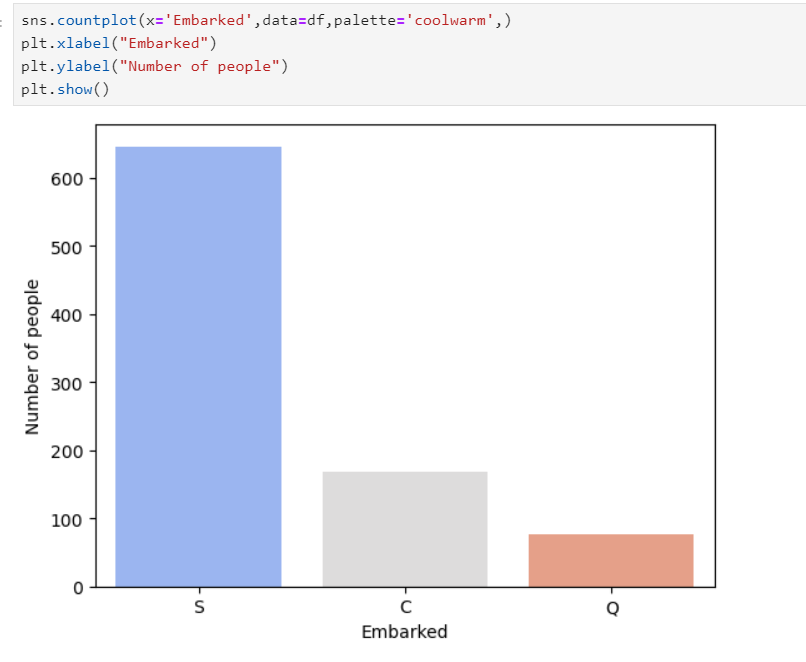 sns.countplot(x='Embarked',data=df,palette='coolwarm',)
plt.xlabel("Embarked")
plt.ylabel("Number of people")
plt.show()
600
500
400
300
200
100
0
Number of people
S C Q
Embarked